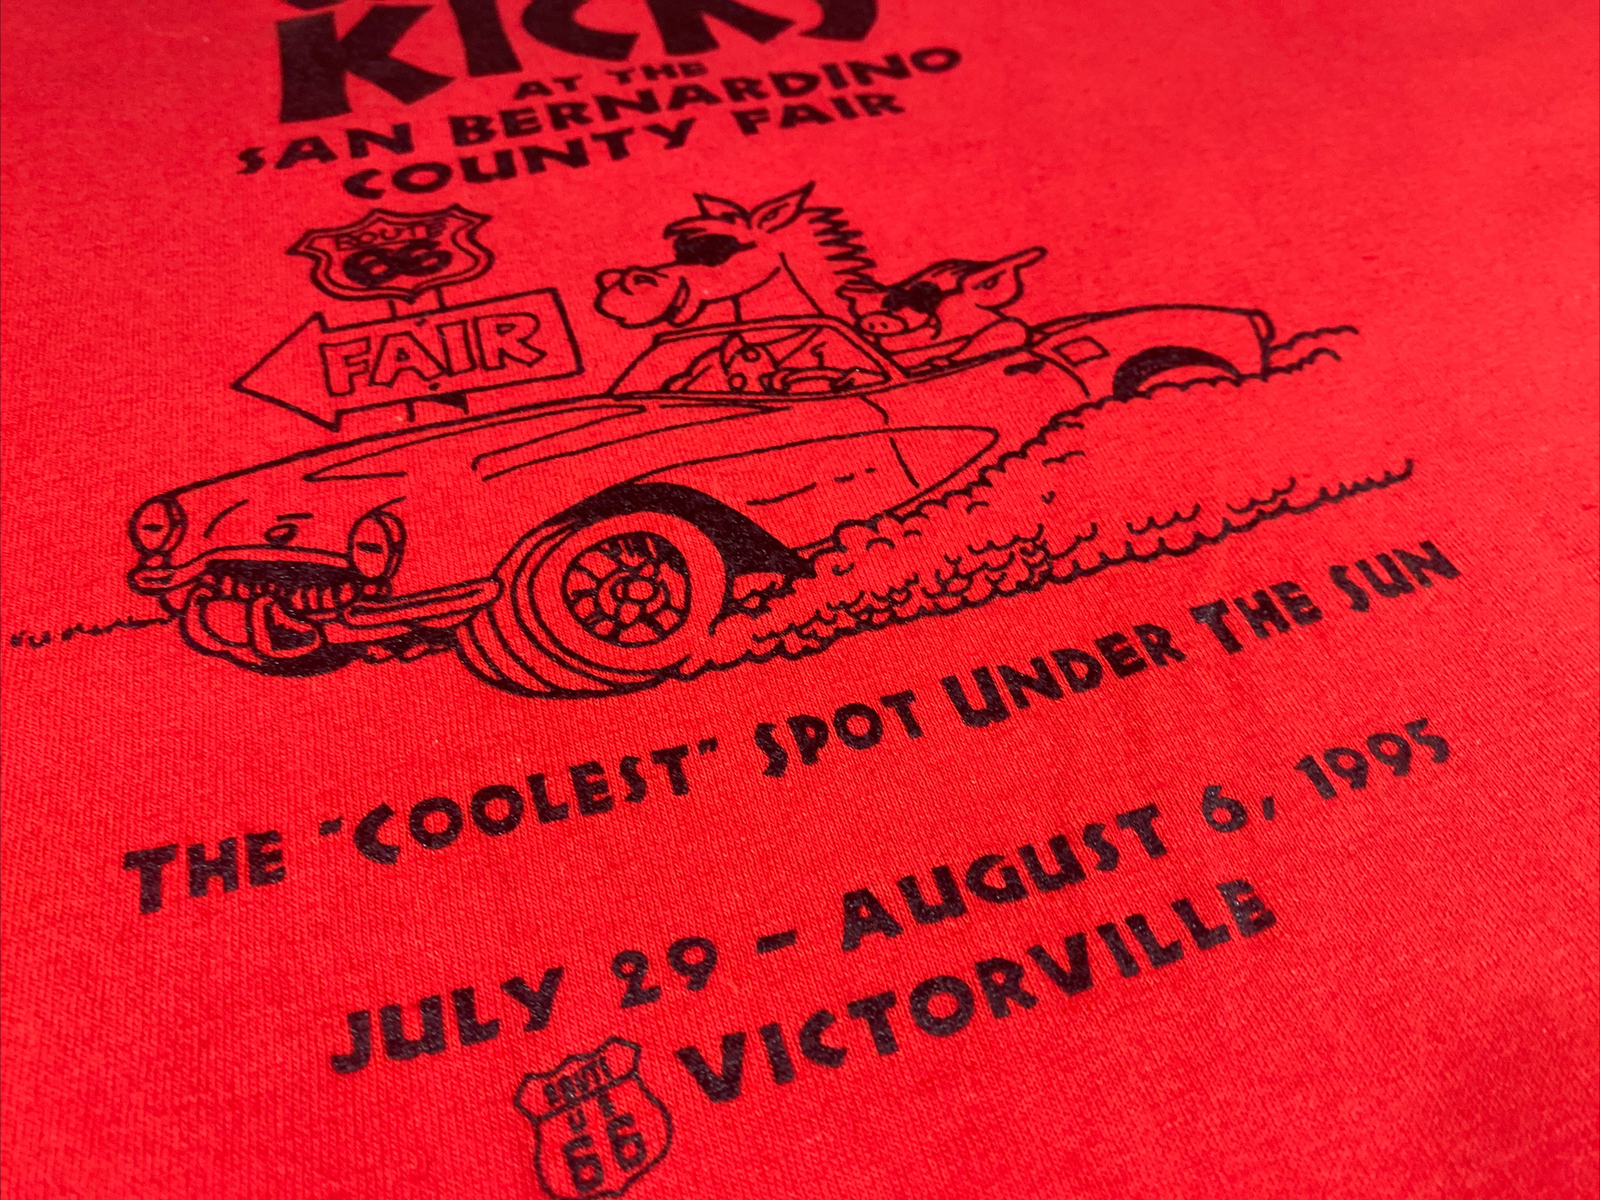 KICKS
AT THE
SAN BERNARDINO
COUNTY FAIR
ROUTE
66
FAIR
THE "COOLEST" SPOT UNDER THE SUN
JULY 29 - AUGUST 6, 1995
VICTORVILLE
ROUTE
U S
66